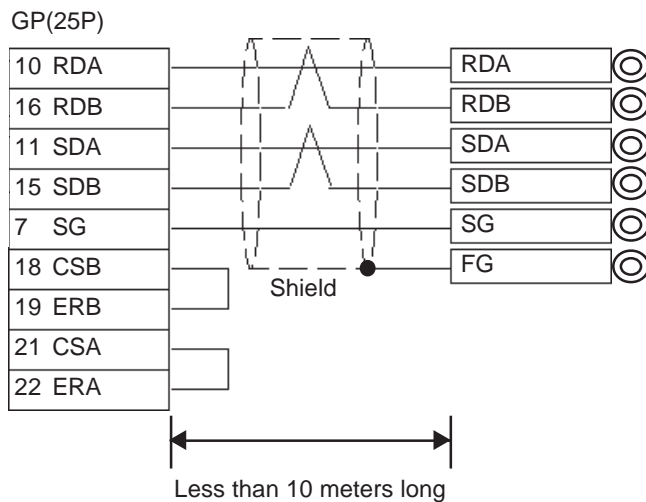 GP(25P)
10 RDA RDA
16 RDB RDB
11 SDA SDA
15 SDB SDB
7 SG SG
18 CSB FG
Shield
19 ERB
21 CSA
22 ERA
Less than 10 meters long